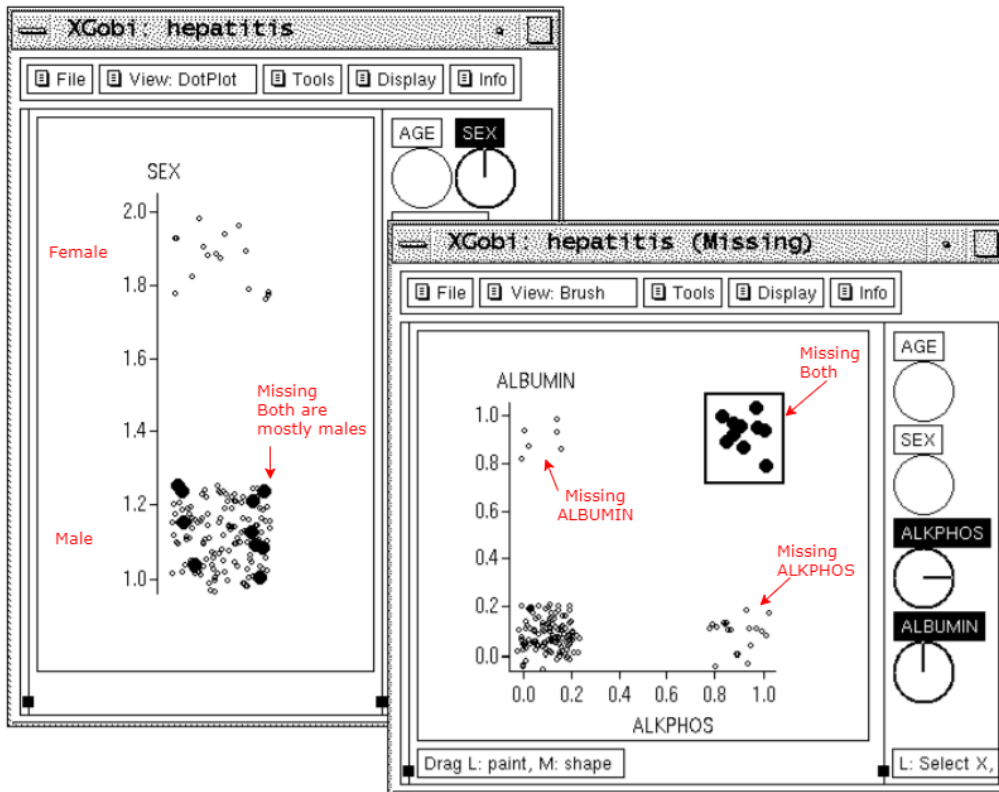 XGobi: hepatitis
File
View: DotPlot
Tools
Display
Info
AGE
SEX
SEX
2.0
Female
1.8
1.6
Missing
Both are
mostly males
1.4
1.2
Male
1.0
XGobi: hepatitis (Missing)
File
View: Brush
Tools
Display
Info
AGE
SEX
ALKPHOS
ALBUMIN
Missing
Both
ALBUMIN
1.0
0.8
Missing
ALBUMIN
0.6
0.4
Missing
ALKPHOS
0.2
0.0
0.0 0.2 0.4 0.6 0.8 1.0
ALKPHOS
Drag L: paint, M: shape
L: Select X,